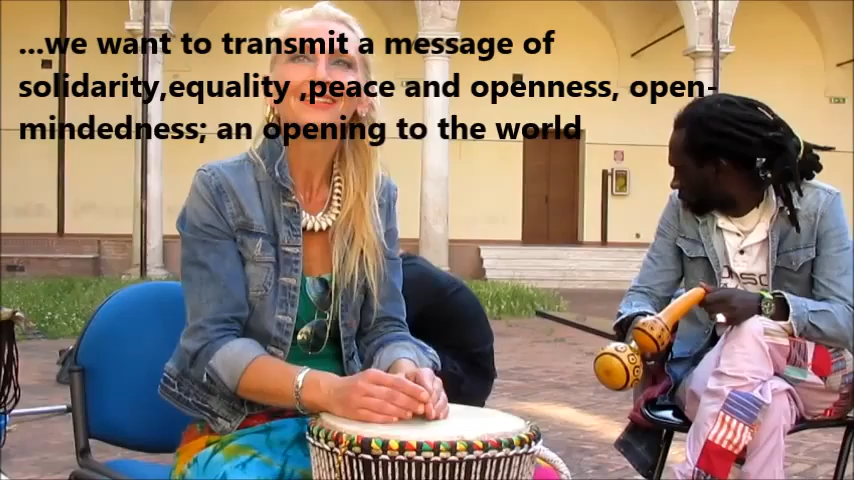 ...we want to transmit a message of
solidarity,equality ,peace and openness, open-
mindedness; an opening to the world